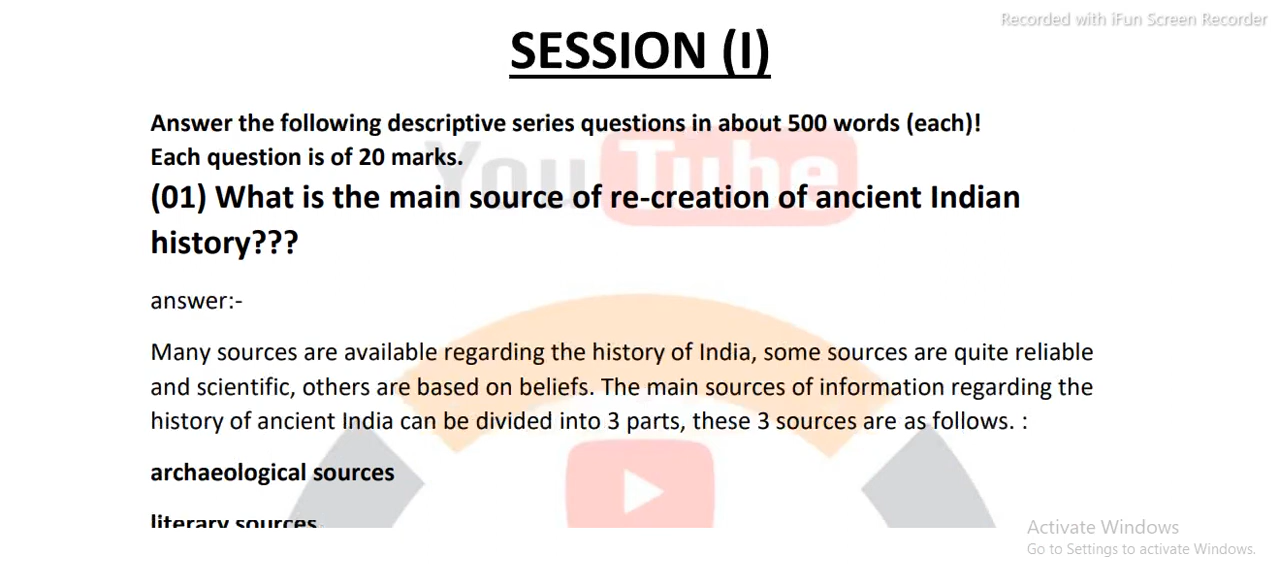 Recorded with iFun Screen Recorder
SESSION (I)
Answer the following descriptive series questions in about 500 words (each)!
Each question is of 20 marks.
YouTube
(01) What is the main source of re-creation of ancient Indian
history???
answer:-
Many sources are available regarding the history of India, some sources are quite reliable
and scientific, others are based on beliefs. The main sources of information regarding the
history of ancient India can be divided into 3 parts, these 3 sources are as follows. :
archaeological sources
literary sources
Activate Windows
Go to Settings to activate Windows.